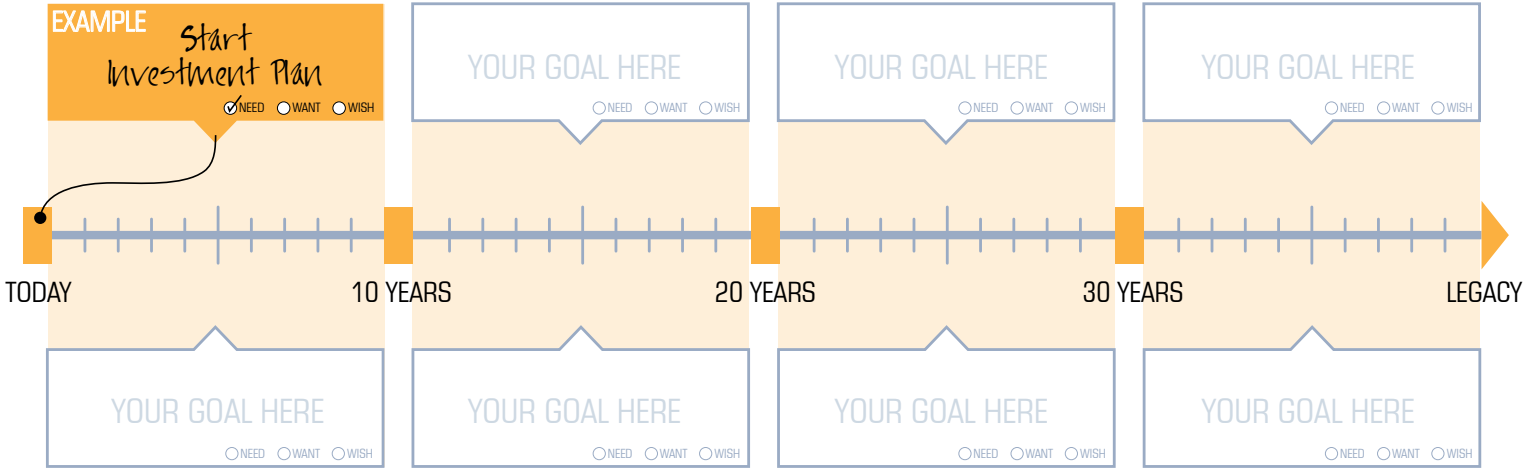 EXAMPLE
Start
Investment Plan
NEED WANT WISH
YOUR GOAL HERE
NEED WANT WISH
YOUR GOAL HERE
NEED WANT WISH
YOUR GOAL HERE
NEED WANT WISH
TODAY
10 YEARS
20 YEARS
30 YEARS
LEGACY
YOUR GOAL HERE
NEED WANT WISH
YOUR GOAL HERE
NEED WANT WISH
YOUR GOAL HERE
NEED WANT WISH
YOUR GOAL HERE
NEED WANT WISH